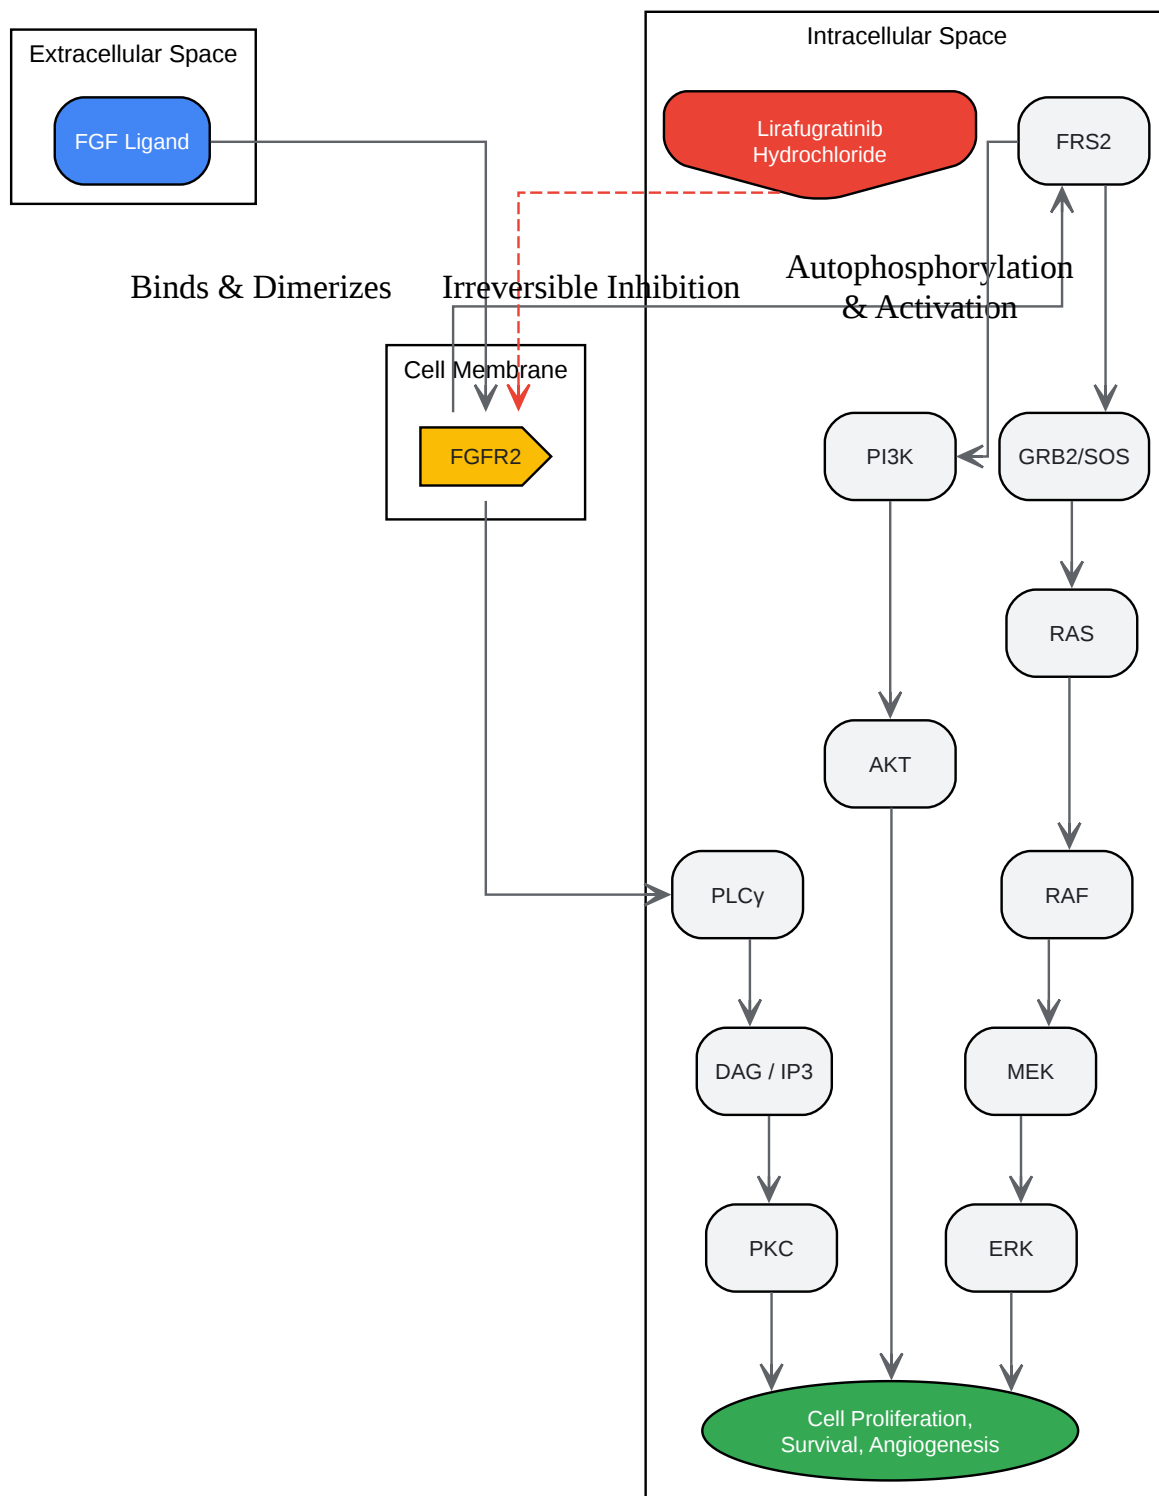 Extracellular Space
Intracellular Space
FGF Ligand
Lirafugratinib
Hydrochloride
FRS2
Binds & Dimerizes
Irreversible Inhibition
Autophosphorylation
& Activation
Cell Membrane
FGFR2
PI3K
GRB2/SOS
RAS
AKT
PLCγ
RAF
DAG / IP3
MEK
PKC
ERK
Cell Proliferation,
Survival, Angiogenesis